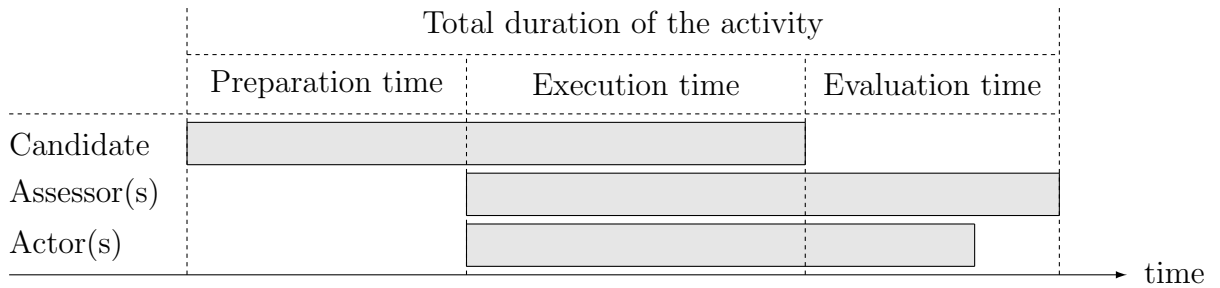 Total duration of the activity
Preparation time Execution time Evaluation time
Candidate
Assessor(s)
Actor(s)
time